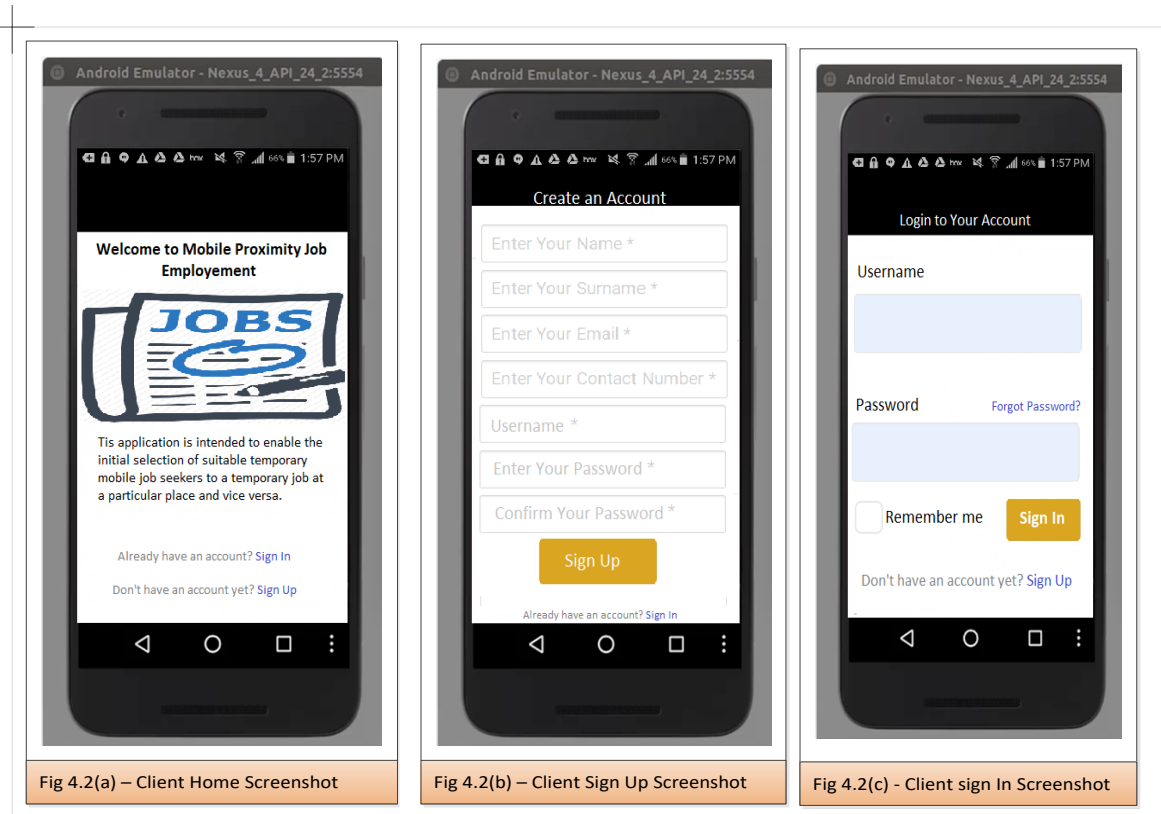 Android Emulator - Nexus_4_API_24_2:5554
66% 1:57 PM
Welcome to Mobile Proximity Job
Employement
JOBS
Tis application is intended to enable the
initial selection of suitable temporary
mobile job seekers to a temporary job at
a particular place and vice versa.
Already have an account? Sign In
Don't have an account yet? Sign Up
Fig 4.2(a) – Client Home Screenshot
Android Emulator - Nexus_4_API_24_2:5554
66% 1:57 PM
Create an Account
Enter Your Name *
Enter Your Surname *
Enter Your Email *
Enter Your Contact Number *
Username *
Enter Your Password *
Confirm Your Password *
Sign Up
Already have an account? Sign In
Fig 4.2(b) – Client Sign Up Screenshot
Android Emulator - Nexus_4_API_24_2:5554
66% 1:57 PM
Login to Your Account
Username
Password Forgot Password?
Remember me Sign In
Don't have an account yet? Sign Up
Fig 4.2(c) - Client sign In Screenshot